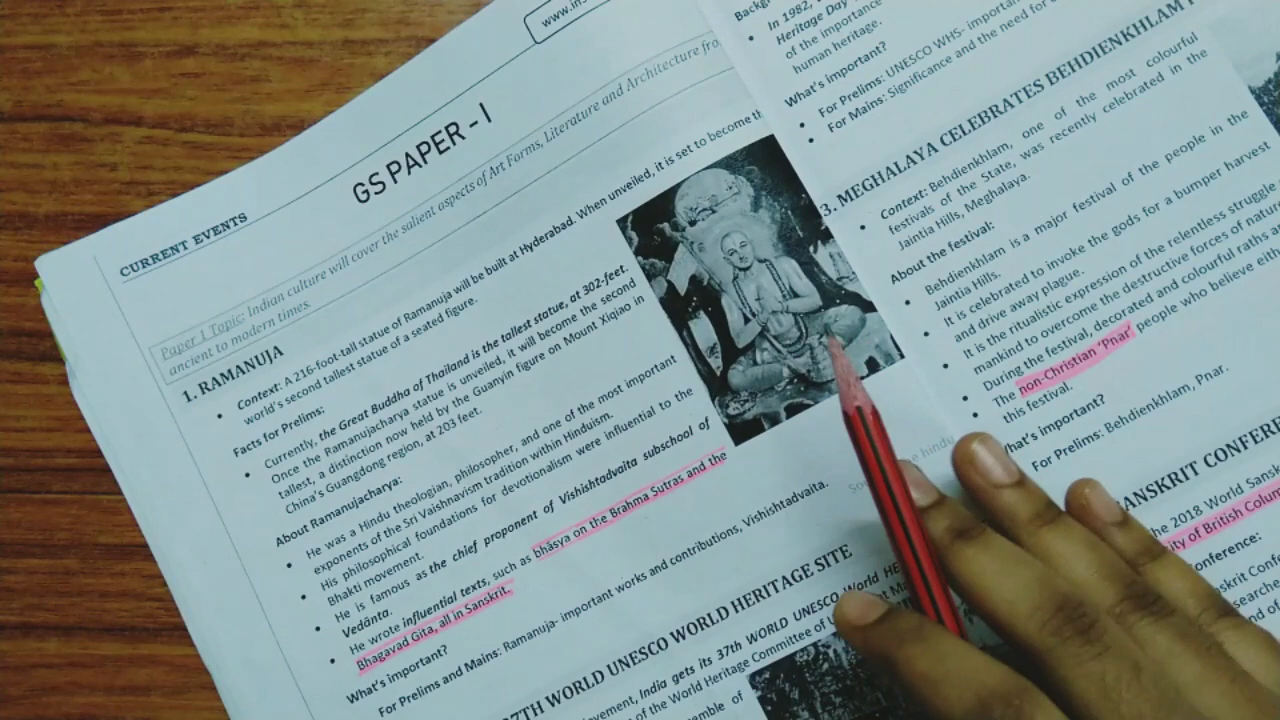 www.ins
CURRENT EVENTS
GS PAPER - I
Paper 1 Topic: Indian culture will cover the salient aspects of Art Forms, Literature and Architecture fro
ancient to modern times.
1. RAMANUJA
• Context: A 216-foot-tall statue of Ramanuja will be built at Hyderabad. When unveiled, it is set to become th
world's second tallest statue of a seated figure.
Facts for Prelims:
• Currently, the Great Buddha of Thailand is the tallest statue, at 302-feet.
Once the Ramanujacharya statue is unveiled, it will become the second
tallest, a distinction now held by the Guanyin figure on Mount Xiqiao in
China's Guangdong region, at 203 feet.
About Ramanujacharya:
• He was a Hindu theologian, philosopher, and one of the most important
exponents of the Sri Vaishnavism tradition within Hinduism.
• His philosophical foundations for devotionalism were influential to the
Bhakti movement.
• He is famous as the chief proponent of Vishishtadvaita subschool of
Vedānta.
• He wrote influential texts, such as bhāsya on the Brahma Sutras and the
Bhagavad Gita, all in Sanskrit.
What's important?
For Prelims and Mains: Ramanuja- important works and contributions, Vishishtadvaita.
37TH WORLD UNESCO WORLD HERITAGE SITE
India gets its 37th WORLD UNESCO World HE
of the World Heritage Committee of
emble of
Backg
In 1982,
Heritage Day
of the importance
human heritage.
What's important?
• For Prelims: UNESCO WHS- important
• For Mains: Significance and the need for
3. MEGHALAYA CELEBRATES BEHDIENKHLAM
• Context: Behdienkhlam, one of the most colourful
festivals of the State, was recently celebrated in the
Jaintia Hills, Meghalaya.
About the festival:
• Behdienkhlam is a major festival of the people in the
Jaintia Hills.
• It is celebrated to invoke the gods for a bumper harvest
and drive away plague.
• It is the ritualistic expression of the relentless struggle
mankind to overcome the destructive forces of nature
• During the festival, decorated and colourful raths
• The non-Christian 'Pnar' people who believe
this festival.
What's important?
For Prelims: Behdienkhlam, Pnar.
SANSKRIT CONFERE
the 2018 World Sansk
ity of British Colum
onference: